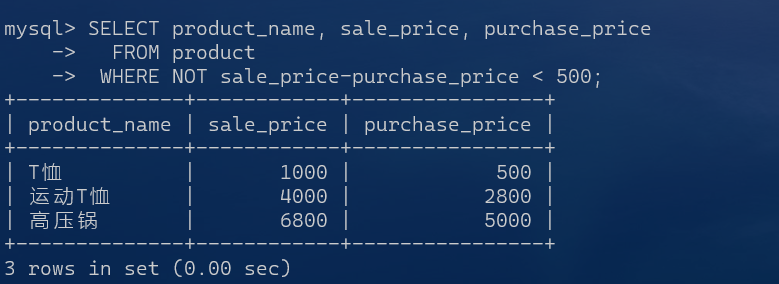 mysql> SELECT product_name, sale_price, purchase_price
    ->   FROM product
    ->  WHERE NOT sale_price-purchase_price < 500;
+--------------+------------+----------------+
| product_name | sale_price | purchase_price |
+--------------+------------+----------------+
| T恤          |       1000 |            500 |
| 运动T恤      |       4000 |           2800 |
| 高压锅       |       6800 |           5000 |
+--------------+------------+----------------+
3 rows in set (0.00 sec)